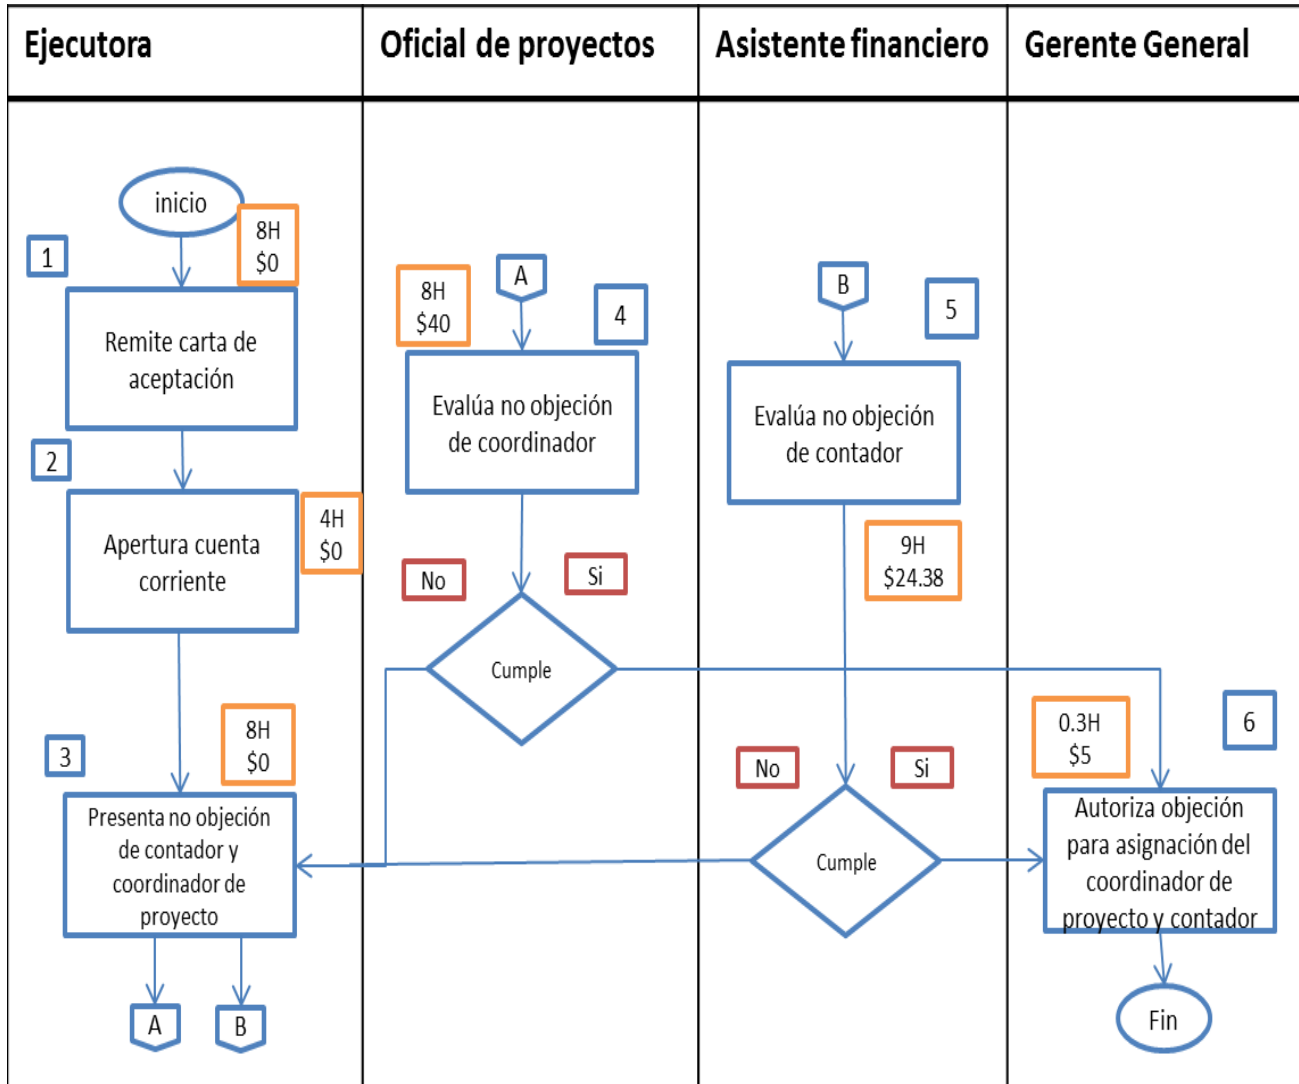 Ejecutora
Oficial de proyectos
Asistente financiero
Gerente General
inicio
8H
$0
1
Remite carta de
aceptación
2
Apertura cuenta
corriente
4H
$0
8H
$0
3
Presenta no objeción
de contador y
coordinador de
proyecto
A
B
A
8H
$40
4
Evalúa no objeción
de coordinador
No
Si
Cumple
B
5
Evalúa no objeción
de contador
9H
$24.38
No
Si
Cumple
0.3H
$5
6
Autoriza objeción
para asignación del
coordinador de
proyecto y contador
Fin